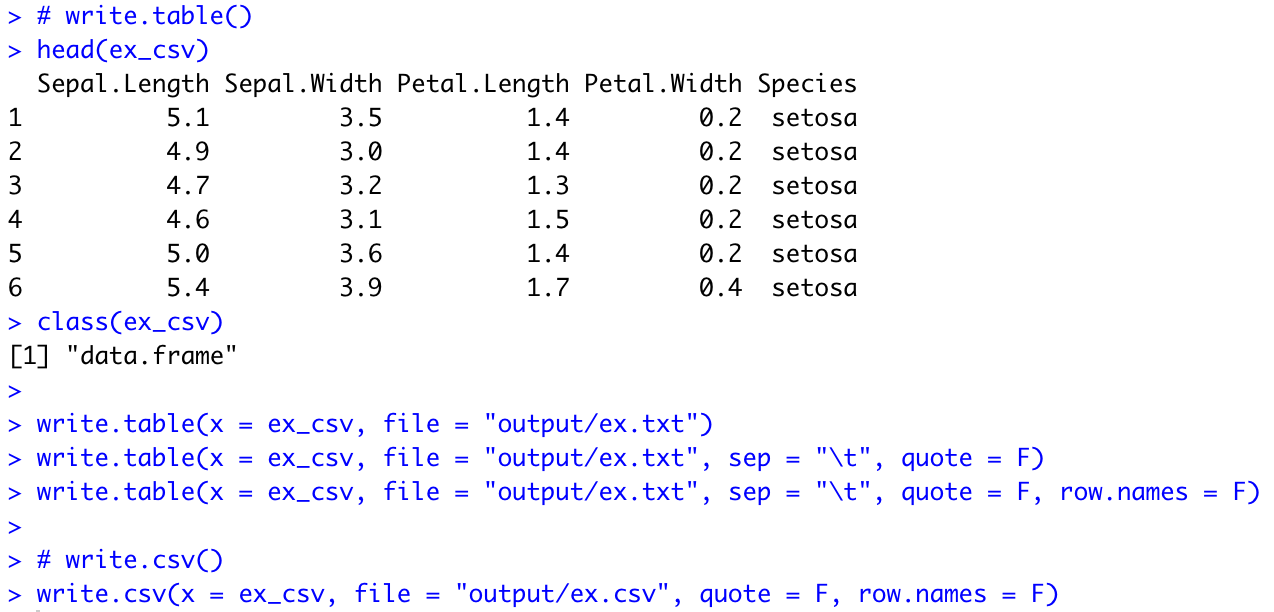 > # write.table()
> head(ex_csv)
  Sepal.Length Sepal.Width Petal.Length Petal.Width Species
1          5.1         3.5          1.4         0.2  setosa
2          4.9         3.0          1.4         0.2  setosa
3          4.7         3.2          1.3         0.2  setosa
4          4.6         3.1          1.5         0.2  setosa
5          5.0         3.6          1.4         0.2  setosa
6          5.4         3.9          1.7         0.4  setosa
> class(ex_csv)
[1] "data.frame"
>
> write.table(x = ex_csv, file = "output/ex.txt")
> write.table(x = ex_csv, file = "output/ex.txt", sep = "\t", quote = F)
> write.table(x = ex_csv, file = "output/ex.txt", sep = "\t", quote = F, row.names = F)
>
> # write.csv()
> write.csv(x = ex_csv, file = "output/ex.csv", quote = F, row.names = F)